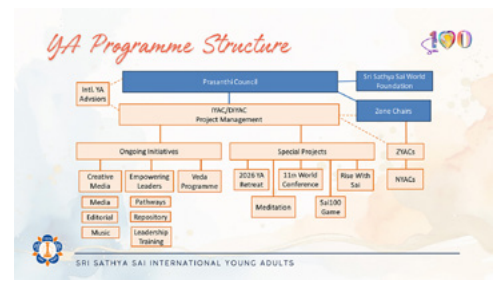 YA Programme Structure
100
Prasanthi Council
Sri Sathya Sai World
Foundation
Intl. YA
Advisors
IYAC/DIYAC
Project Management
Zone Chairs
Ongoing Initiatives
Special Projects
ZYACs
Creative
Media
Empowering
Leaders
Veda
Programme
2026 YA
Retreat
11th World
Conference
Rise With
Sai
NYACs
Media
Pathways
Meditation
Sai100
Game
Editorial
Repository
Music
Leadership
Training
SRI SATHYA SAI INTERNATIONAL YOUNG ADULTS